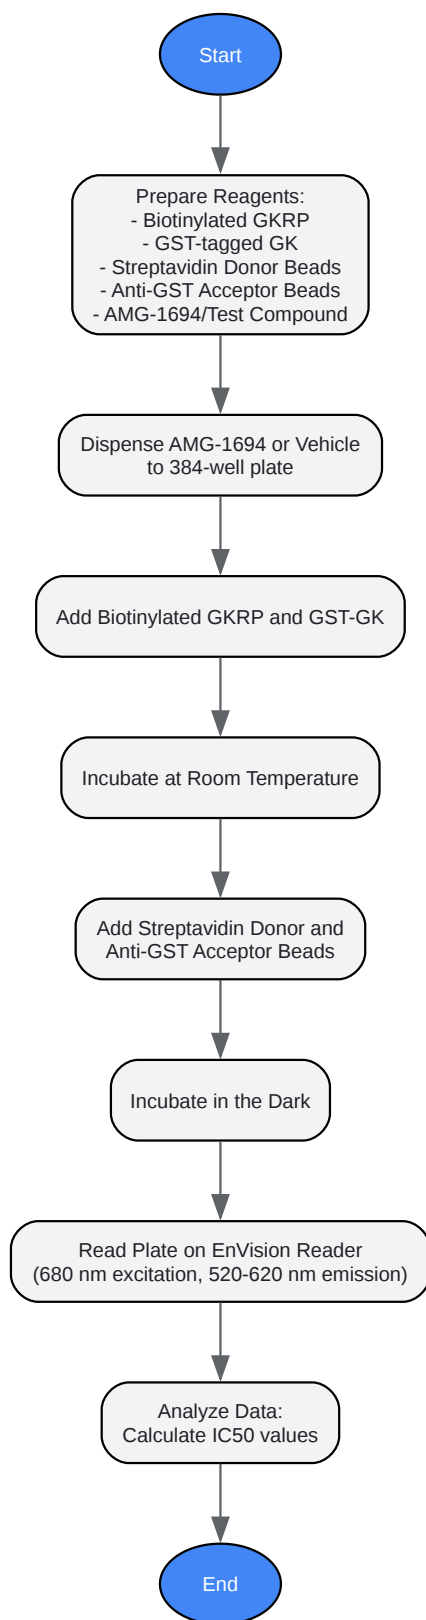 Start
Prepare Reagents:
- Biotinylated GKRP
- GST-tagged GK
- Streptavidin Donor Beads
- Anti-GST Acceptor Beads
- AMG-1694/Test Compound
Dispense AMG-1694 or Vehicle
to 384-well plate
Add Biotinylated GKRP and GST-GK
Incubate at Room Temperature
Add Streptavidin Donor and
Anti-GST Acceptor Beads
Incubate in the Dark
Read Plate on EnVision Reader
(680 nm excitation, 520-620 nm emission)
Analyze Data:
Calculate IC50 values
End